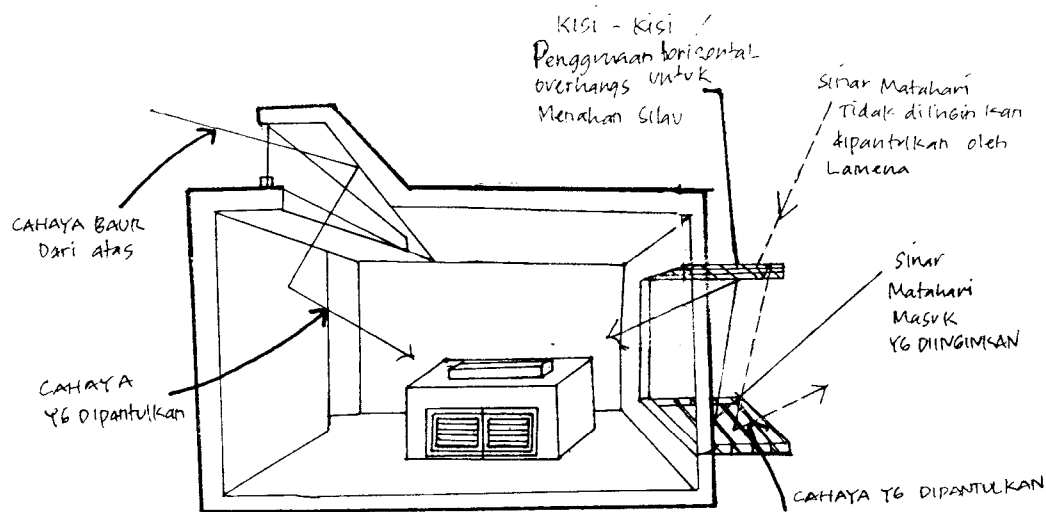 KISI - KISI /
Penggunaan horizontal
overhangs untuk
Menahan Silau
Sinar Matahari
Tidak diinginkan
dipantulkan oleh
Lamena
CAHAYA BAUR
Dari atas
Sinar
Matahari
Masuk
YG DIINGINKAN
CAHAYA
YG Dipantulkan
CAHAYA YG DIPANTULKAN